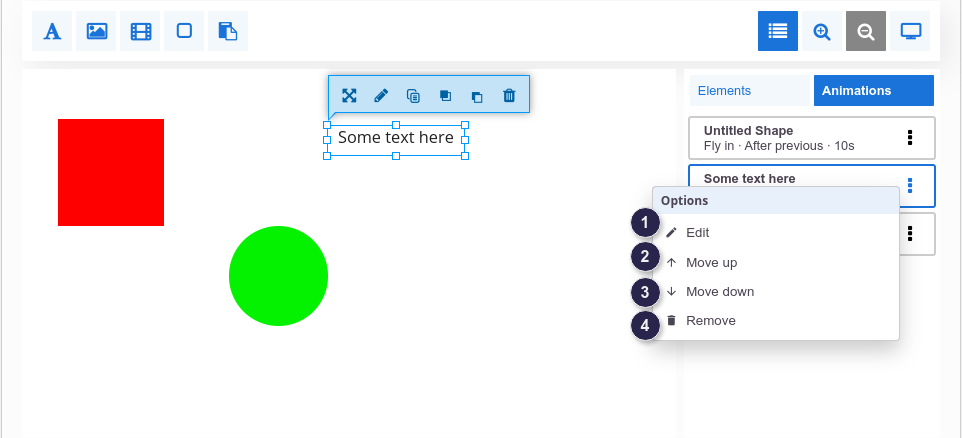 A
Elements
Animations
Some text here
Untitled Shape
Fly in · After previous · 10s
Some text here
Options
1 Edit
2 Move up
3 Move down
4 Remove